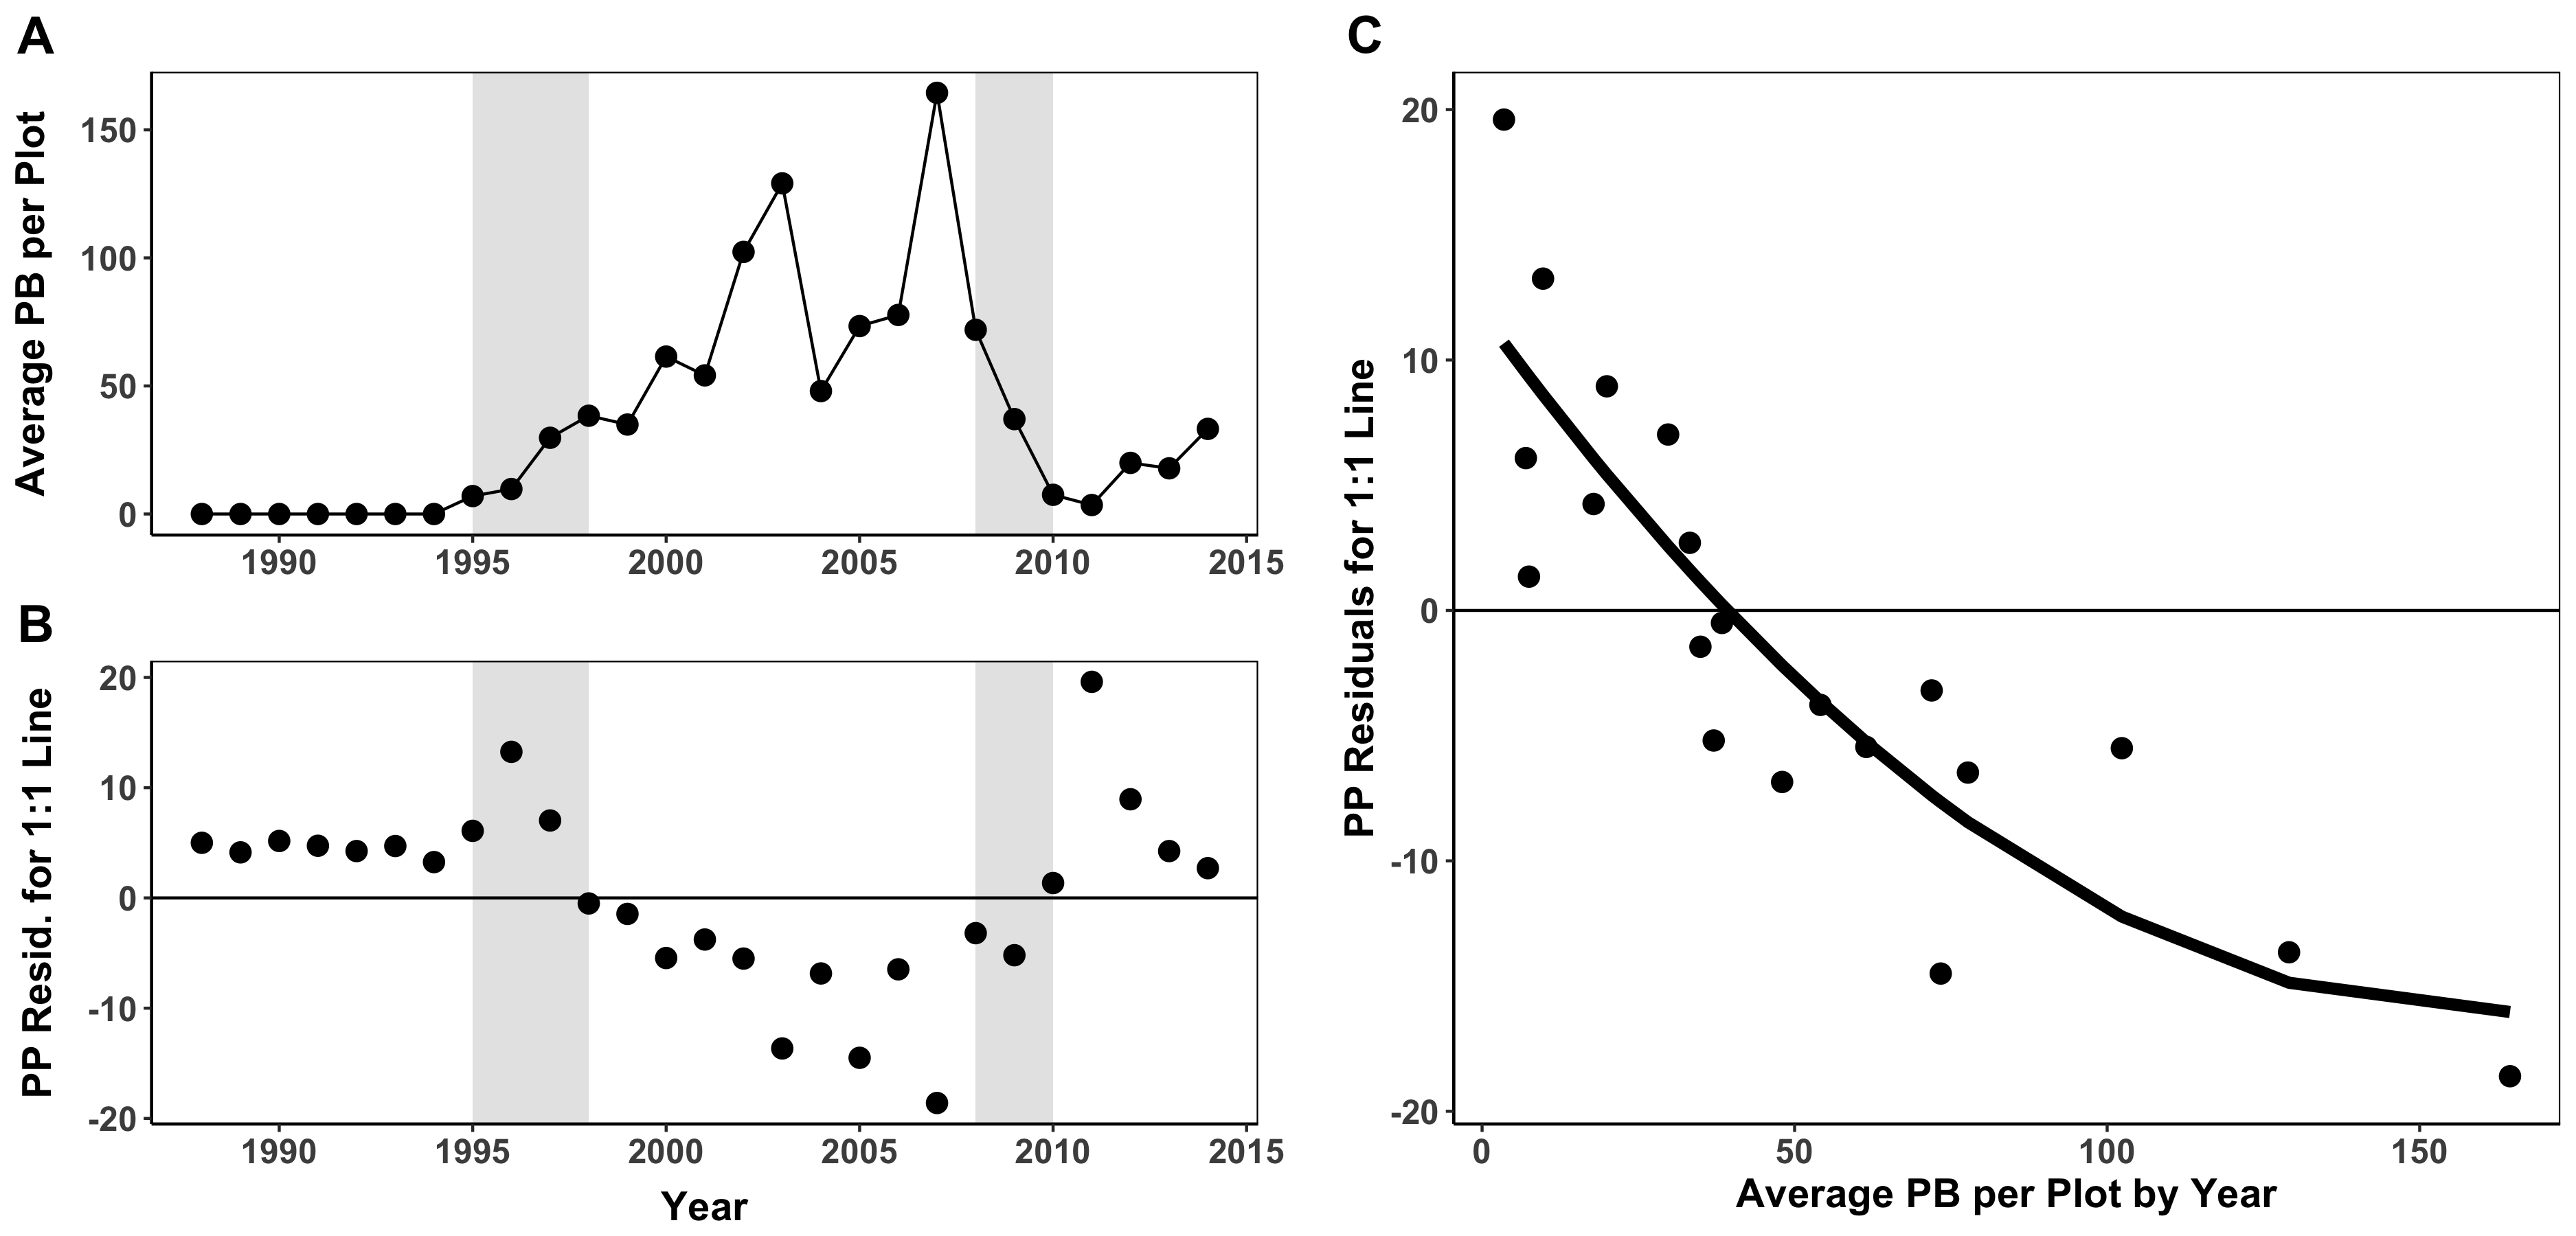 A
Average PB per Plot
150
100
50
0
1990 1995 2000 2005 2010 2015
B
PP Resid. for 1:1 Line
20
10
0
-10
-20
1990 1995 2000 2005 2010 2015
Year
C
PP Residuals for 1:1 Line
20
10
0
-10
-20
0 50 100 150
Average PB per Plot by Year